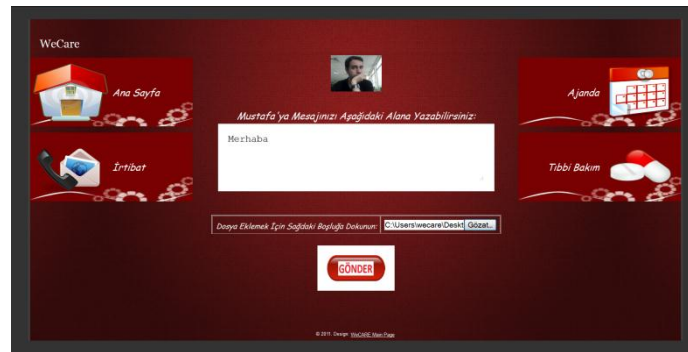 WeCare
Ana Sayfa
Ajanda
Mustafa'ya Mesajınızı Aşağıdaki Alana Yazabilirsiniz:
Merhaba
İrtibat
Tıbbi Bakım
Dosya Eklemek İçin Sağdaki Boşluğa Dokunun: C:\Users\wecare\Deskt Gözat...
GÖNDER
© 2011. Design: WeCARE Main Page